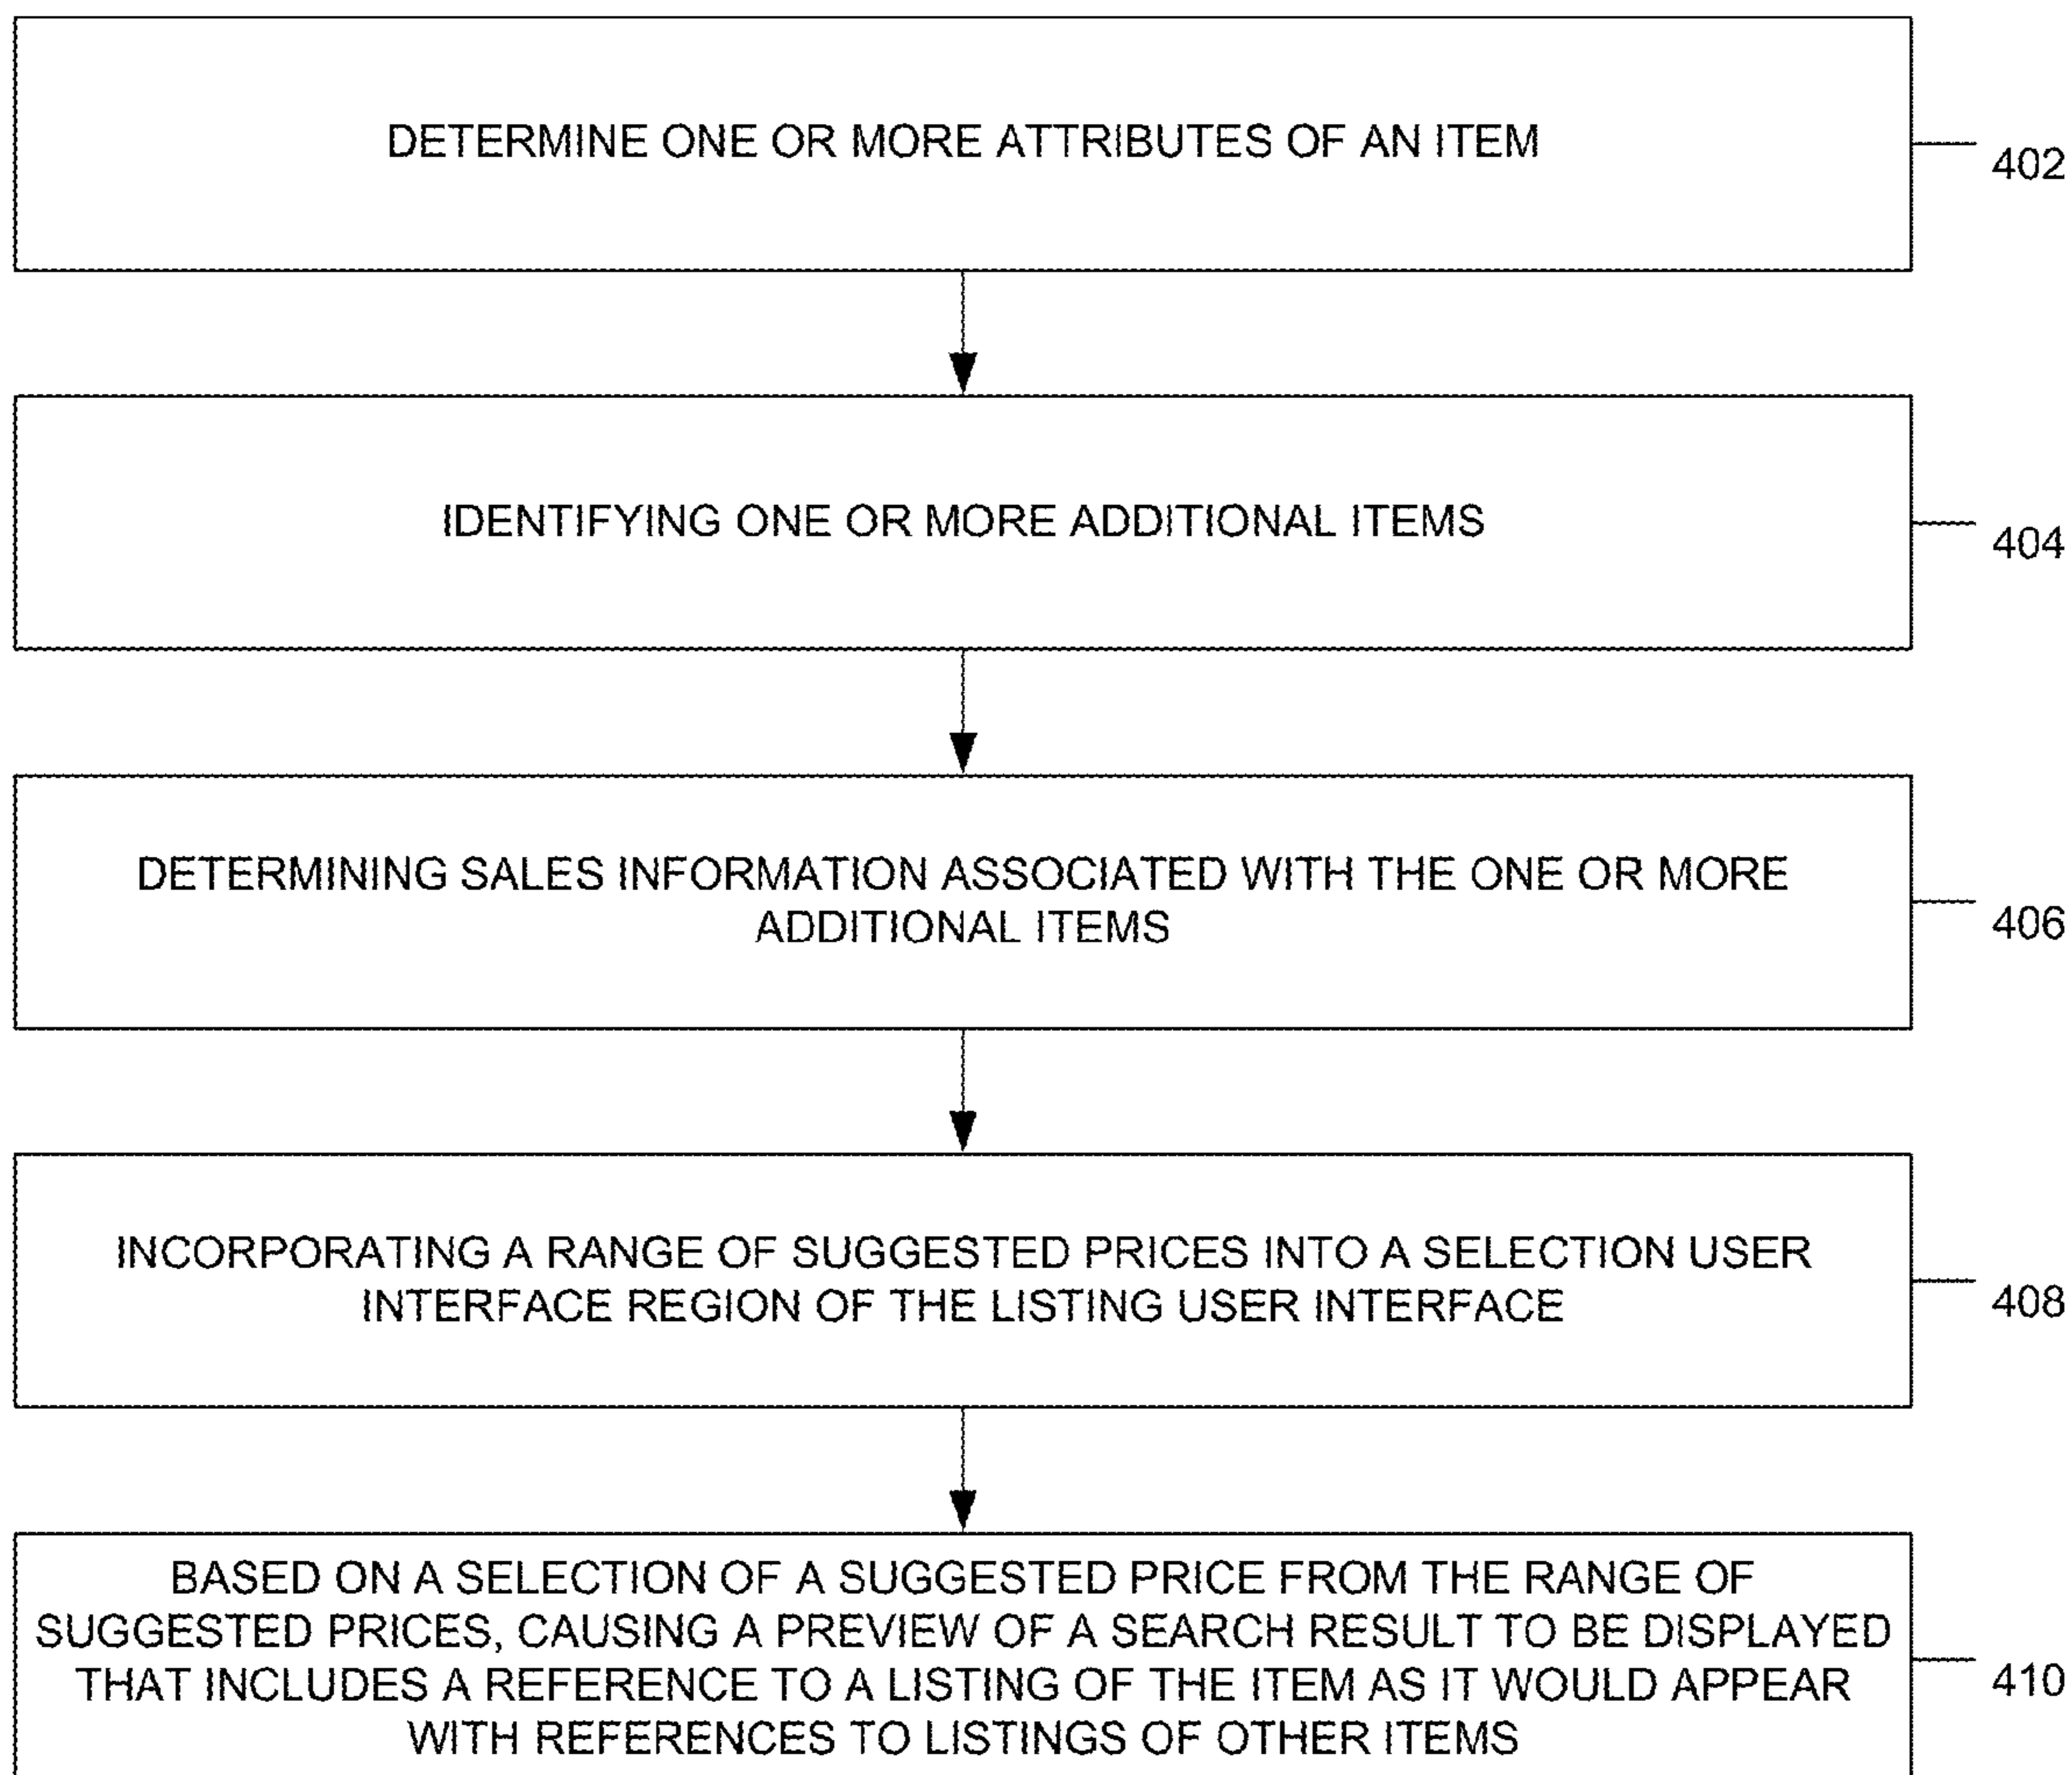 DETERMINE ONE OR MORE ATTRIBUTES OF AN ITEM
402
IDENTIFYING ONE OR MORE ADDITIONAL ITEMS
404
DETERMINING SALES INFORMATION ASSOCIATED WITH THE ONE OR MORE
ADDITIONAL ITEMS
406
INCORPORATING A RANGE OF SUGGESTED PRICES INTO A SELECTION USER
INTERFACE REGION OF THE LISTING USER INTERFACE
408
BASED ON A SELECTION OF A SUGGESTED PRICE FROM THE RANGE OF
SUGGESTED PRICES, CAUSING A PREVIEW OF A SEARCH RESULT TO BE DISPLAYED
THAT INCLUDES A REFERENCE TO A LISTING OF THE ITEM AS IT WOULD APPEAR
WITH REFERENCES TO LISTINGS OF OTHER ITEMS
410